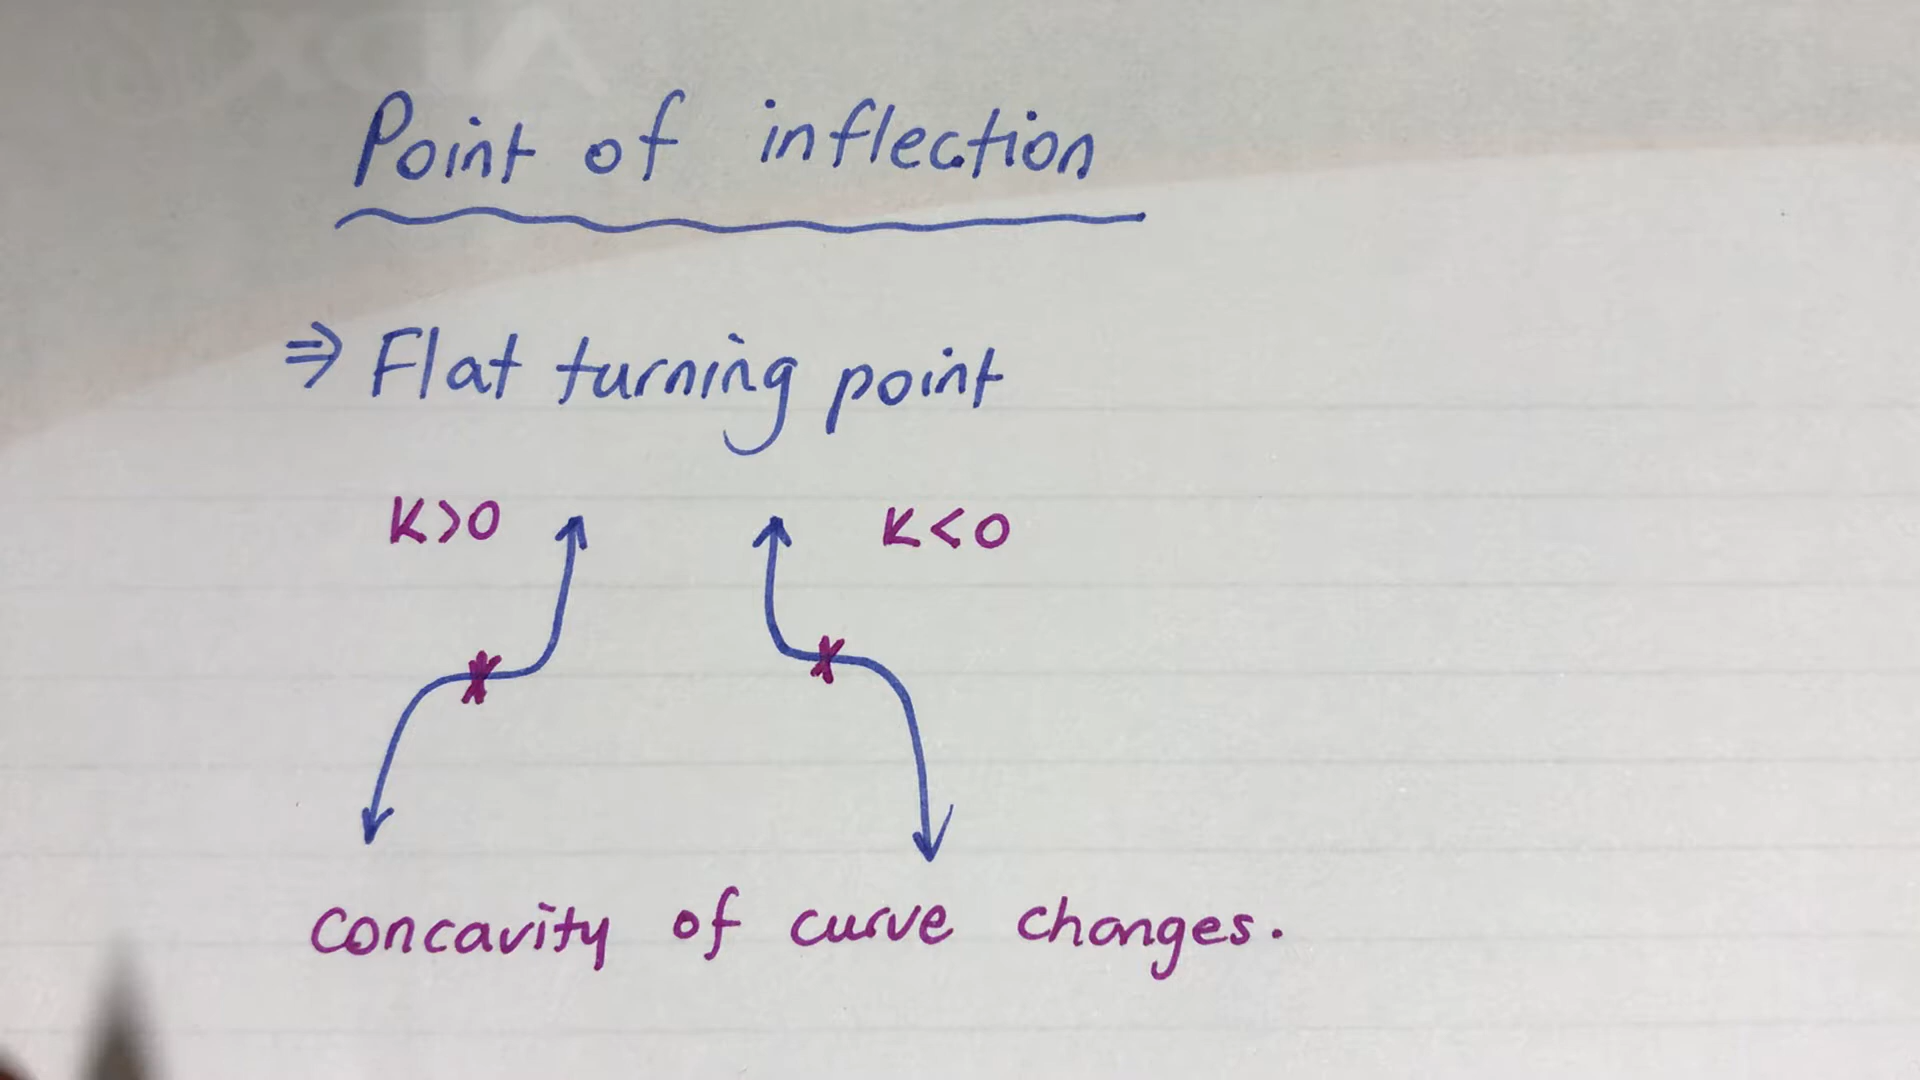 Point of inflection
⇒ Flat turning point
K>0 K<0
Concavity of curve changes.